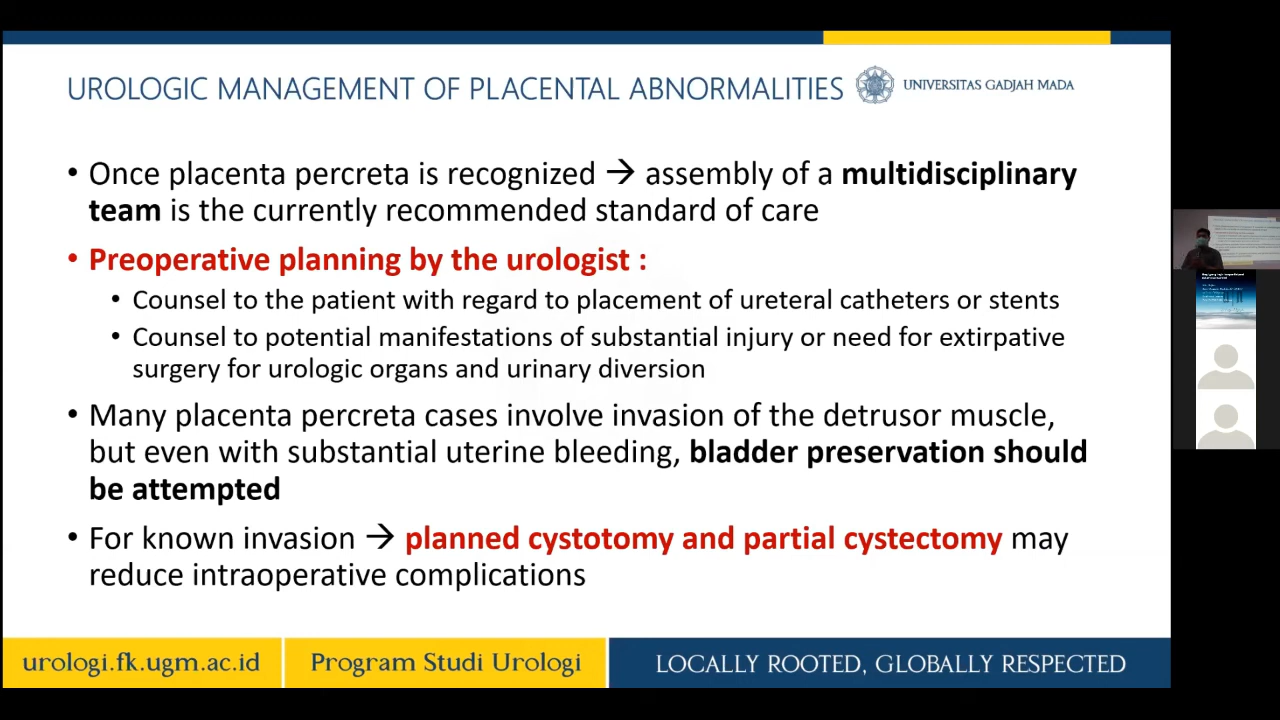 UROLOGIC MANAGEMENT OF PLACENTAL ABNORMALITIES
UNIVERSITAS GADJAH MADA
• Once placenta percreta is recognized → assembly of a multidisciplinary
team is the currently recommended standard of care
• Preoperative planning by the urologist :
• Counsel to the patient with regard to placement of ureteral catheters or stents
• Counsel to potential manifestations of substantial injury or need for extirpative
surgery for urologic organs and urinary diversion
• Many placenta percreta cases involve invasion of the detrusor muscle,
but even with substantial uterine bleeding, bladder preservation should
be attempted
• For known invasion → planned cystotomy and partial cystectomy may
reduce intraoperative complications
urologi.fk.ugm.ac.id
Program Studi Urologi
LOCALLY ROOTED, GLOBALLY RESPECTED